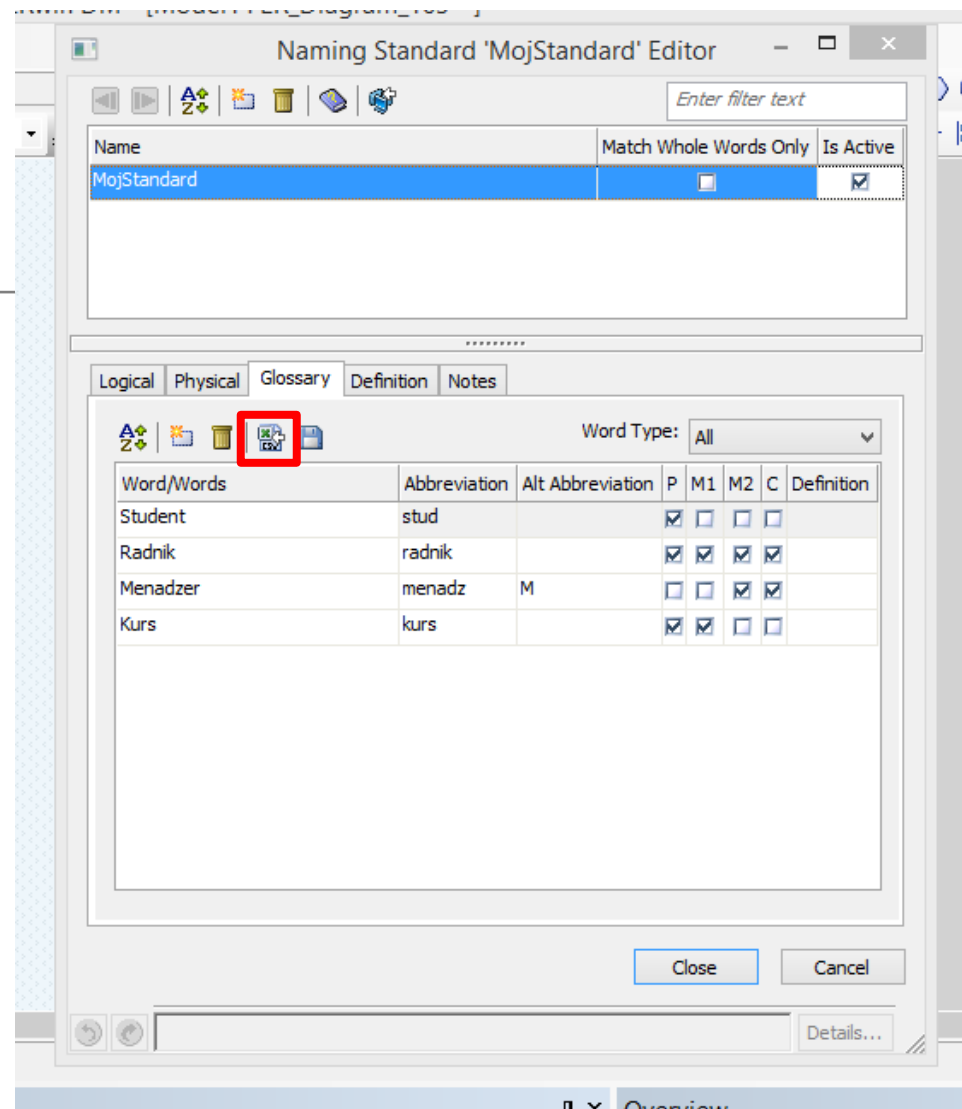 Naming Standard 'MojStandard' Editor
Enter filter text
Name Match Whole Words Only Is Active
MojStandard
Logical Physical Glossary Definition Notes
Word Type: All
Word/Words Abbreviation Alt Abbreviation P M1 M2 C Definition
Student stud
Radnik radnik
Menadzer menadz M
Kurs kurs
Close Cancel
Details...
Overview